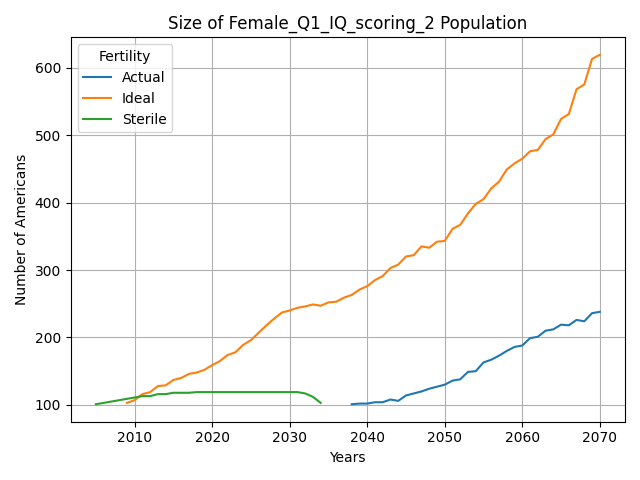 Size of Female_Q1_IQ_scoring_2 Population
Fertility
Actual
Ideal
Sterile
Number of Americans
600
500
400
300
200
100
2010 2020 2030 2040 2050 2060 2070
Years